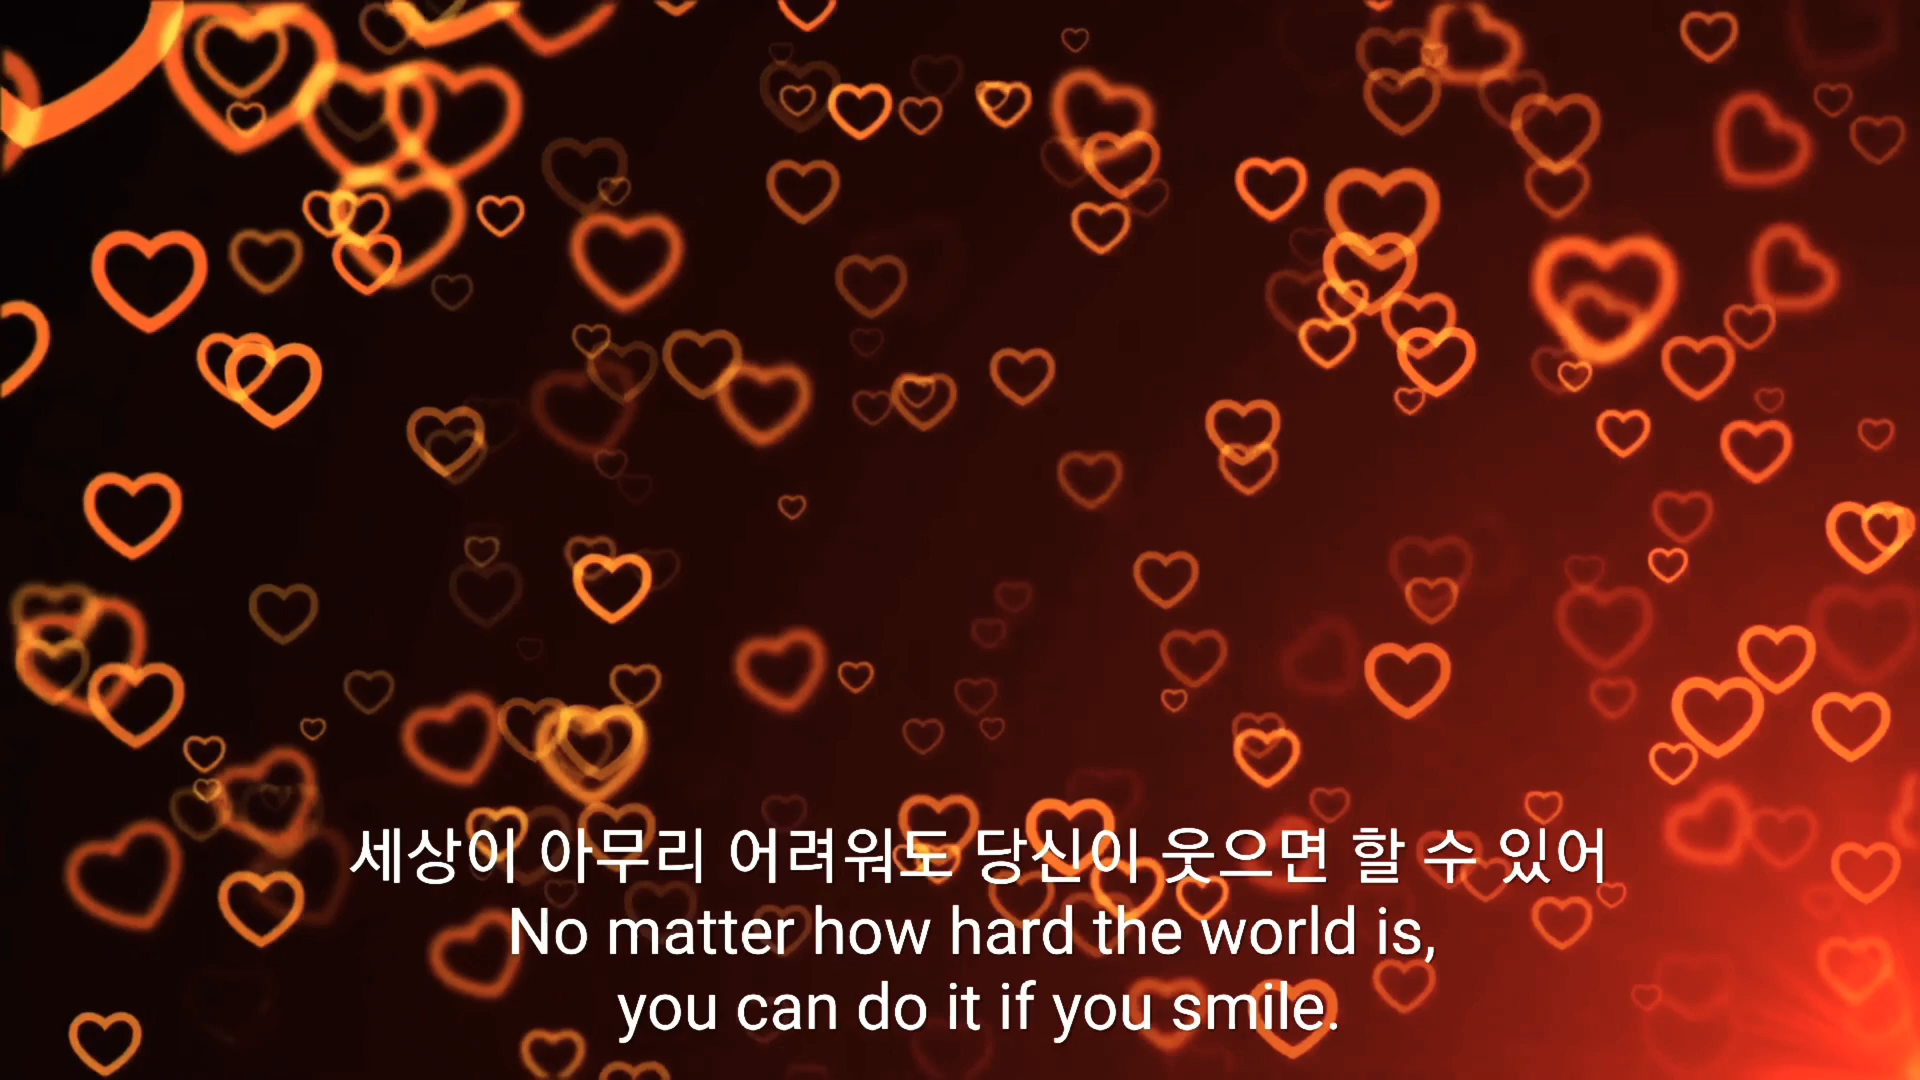 세상이 아무리 어려워도 당신이 웃으면 할 수 있어
No matter how hard the world is,
you can do it if you smile.